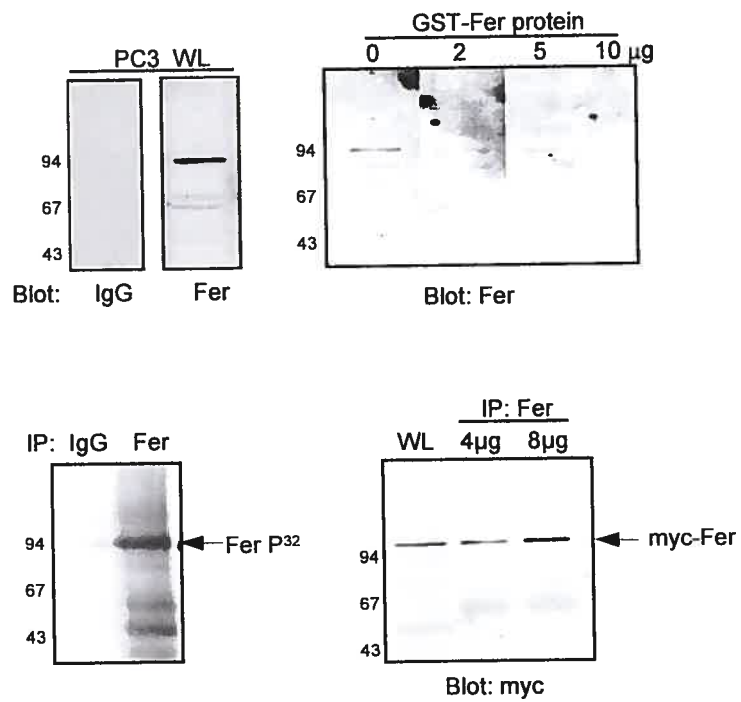 PC3 WL
94
67
43
Blot: IgG Fer
GST-Fer protein
0 2 5 10 µg
94
67
43
Blot: Fer
IP: IgG Fer
94
67
43
Fer P32
IP: Fer
WL 4µg 8µg
94
67
43
myc-Fer
Blot: myc